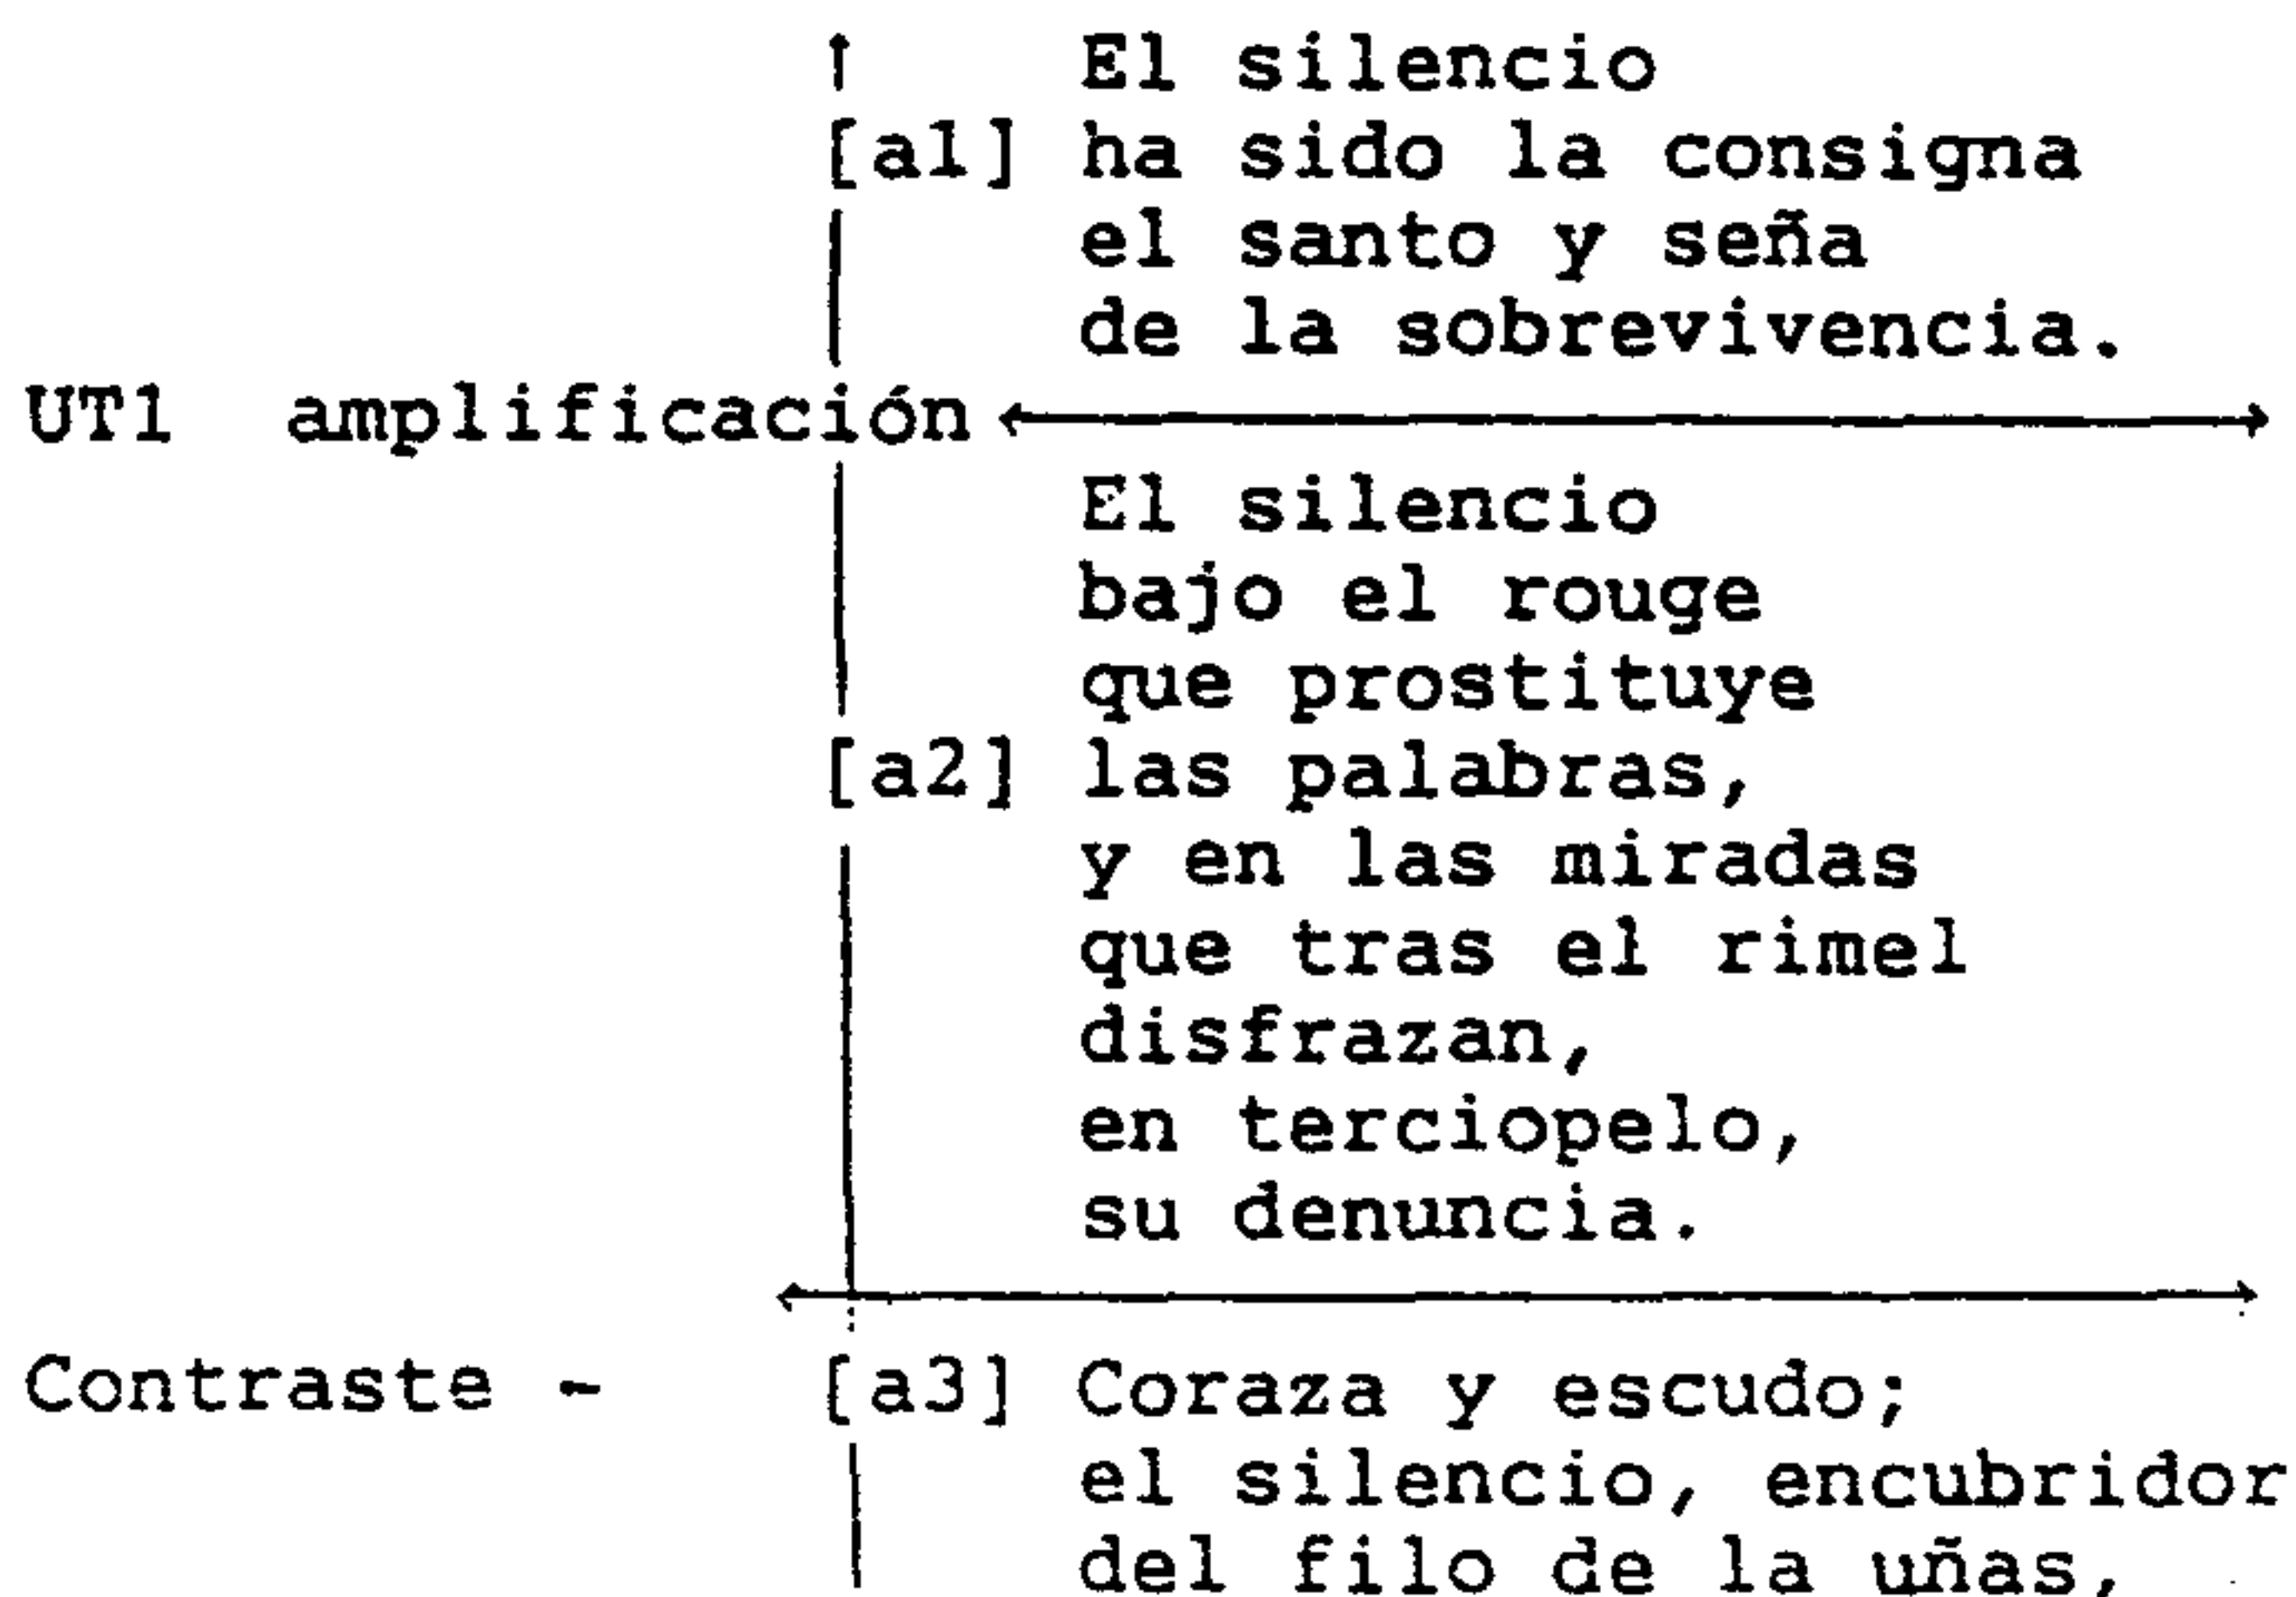 El silencio
[a1] ha sido la consigna
el santo y seña
de la sobrevivencia.
UT1 amplificación
El silencio
bajo el rouge
que prostituye
[a2] las palabras,
y en las miradas
que tras el rimel
disfrazan,
en terciopelo,
su denuncia.
Contraste - [a3] Coraza y escudo;
el silencio, encubridor
del filo de la uñas,